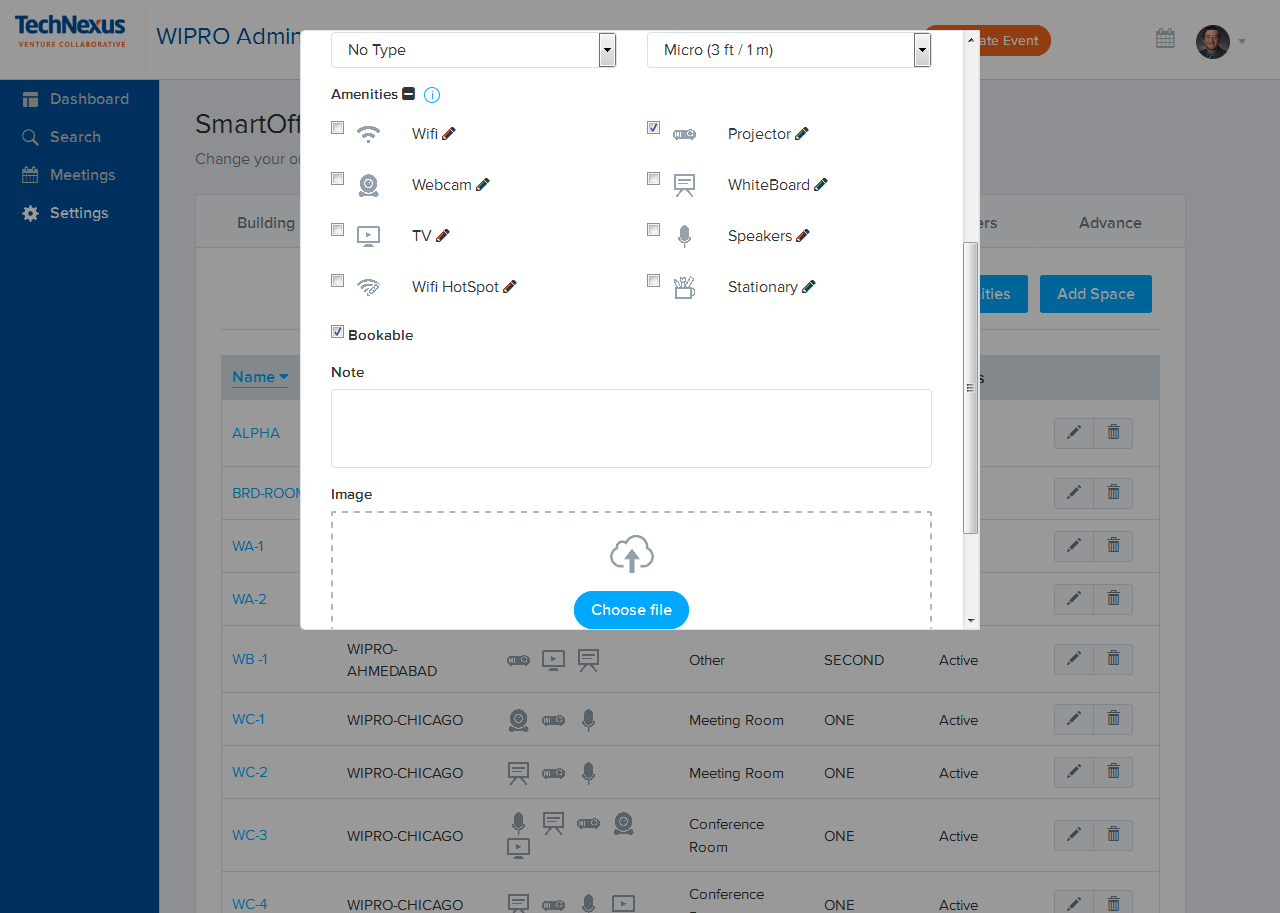 TechNexus
VENTURE COLLABORATIVE
WIPRO Admin
ate Event
Dashboard
Search
Meetings
Settings
SmartOff
Change your or
Building
ers
Advance
ities
Add Space
No Type
Micro (3 ft / 1 m)
Amenities
Wifi
Projector
Webcam
WhiteBoard
TV
Speakers
Wifi HotSpot
Stationary
Bookable
Note
Image
Choose file
Name
s
ALPHA
BRD-ROOM
WA-1
WA-2
WB -1 WIPRO-AHMEDABAD Other SECOND Active
WC-1 WIPRO-CHICAGO Meeting Room ONE Active
WC-2 WIPRO-CHICAGO Meeting Room ONE Active
WC-3 WIPRO-CHICAGO Conference Room ONE Active
WC-4 WIPRO-CHICAGO Conference ONE Active